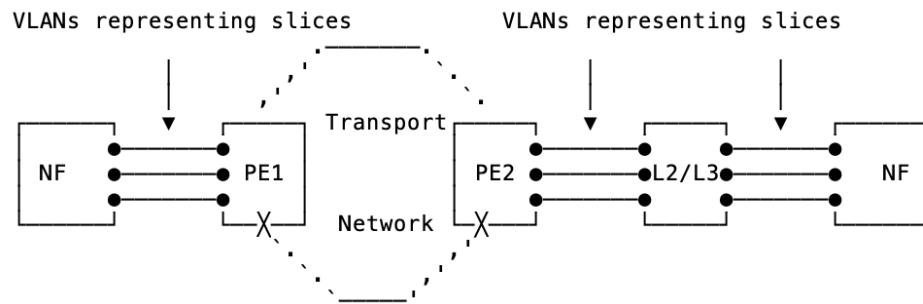 VLANs representing slices VLANs representing slices
Transport
NF PE1 PE2 L2/L3 NF
Network